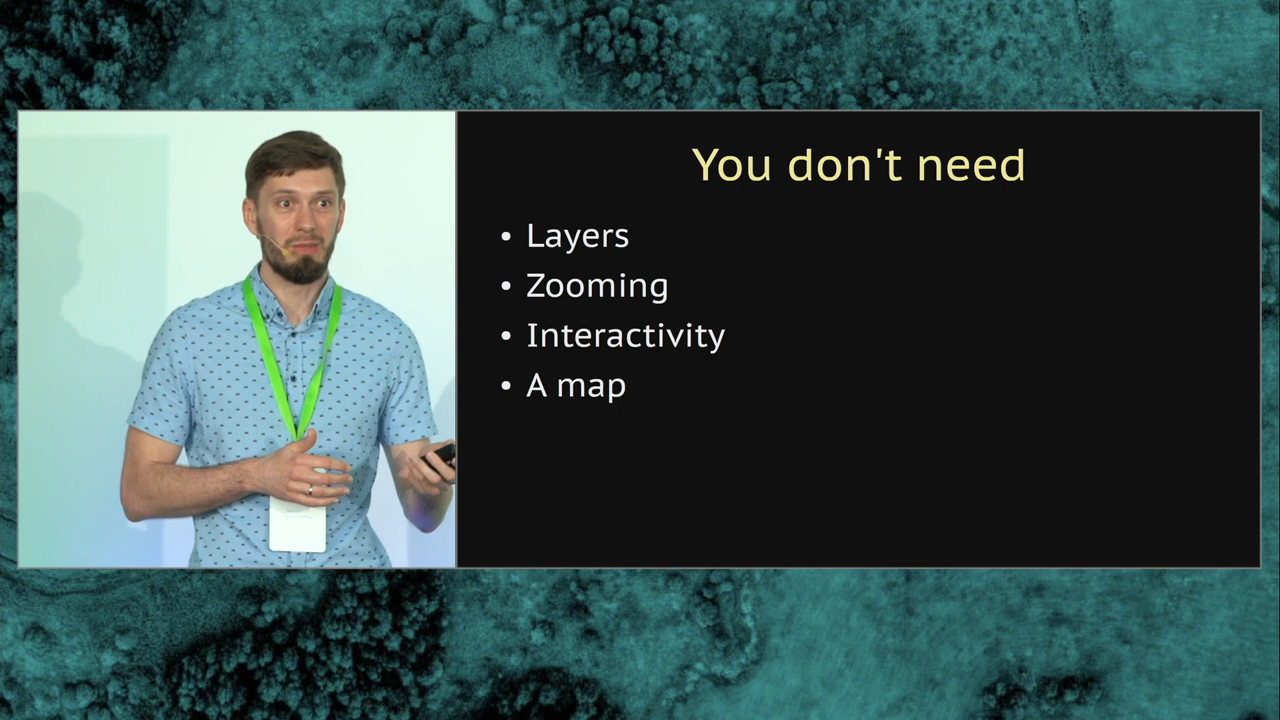 You don't need
• Layers
• Zooming
• Interactivity
• A map